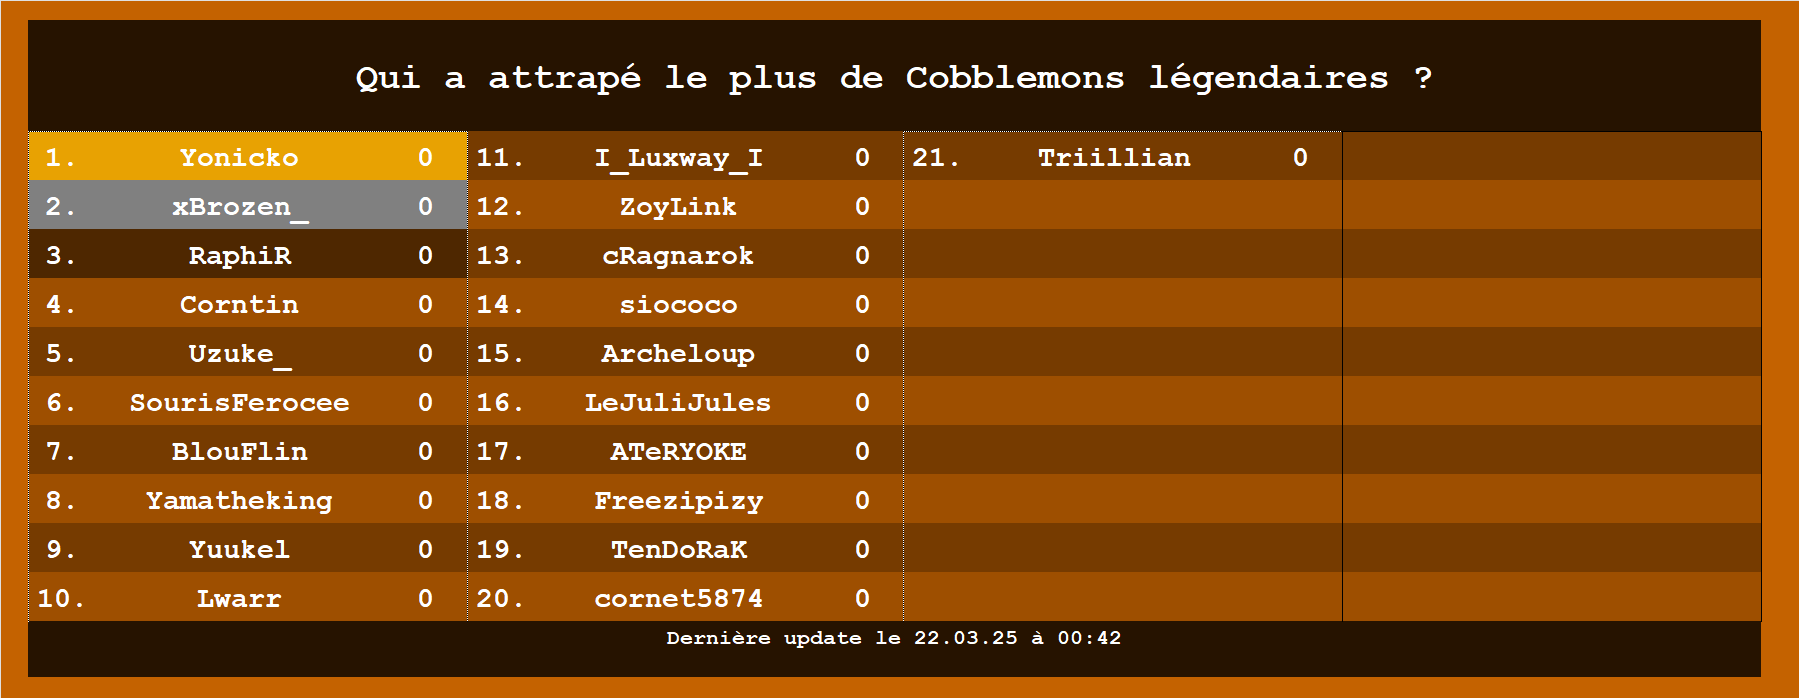 Qui a attrapé le plus de Cobblemons légendaires ?
1. Yonicko 0
2. xBrozen_ 0
3. RaphiR 0
4. Corntin 0
5. Uzuke_ 0
6. SourisFerocee 0
7. BlouFlin 0
8. Yamatheking 0
9. Yuukel 0
10. Lwarr 0
11. I_Luxway_I 0
12. ZoyLink 0
13. cRagnarok 0
14. siococo 0
15. Archeloup 0
16. LeJuliJules 0
17. ATeRYOKE 0
18. Freezipizy 0
19. TenDoRaK 0
20. cornet5874 0
21. Triillian 0
Dernière update le 22.03.25 à 00:42